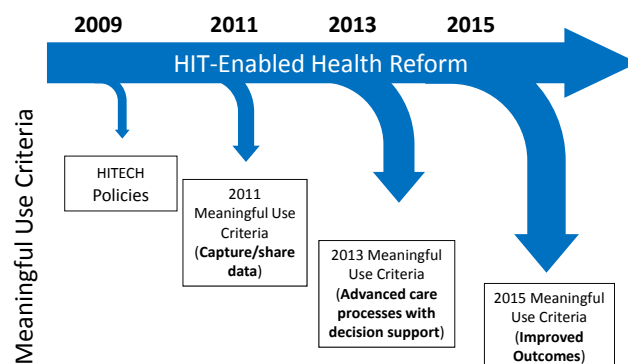 2009
2011
2013
2015
HIT-Enabled Health Reform
Meaningful Use Criteria
HITECH
Policies
2011
Meaningful Use
Criteria
(Capture/share
data)
2013 Meaningful
Use Criteria
(Advanced care
processes with
decision support)
2015 Meaningful
Use Criteria
(Improved
Outcomes)